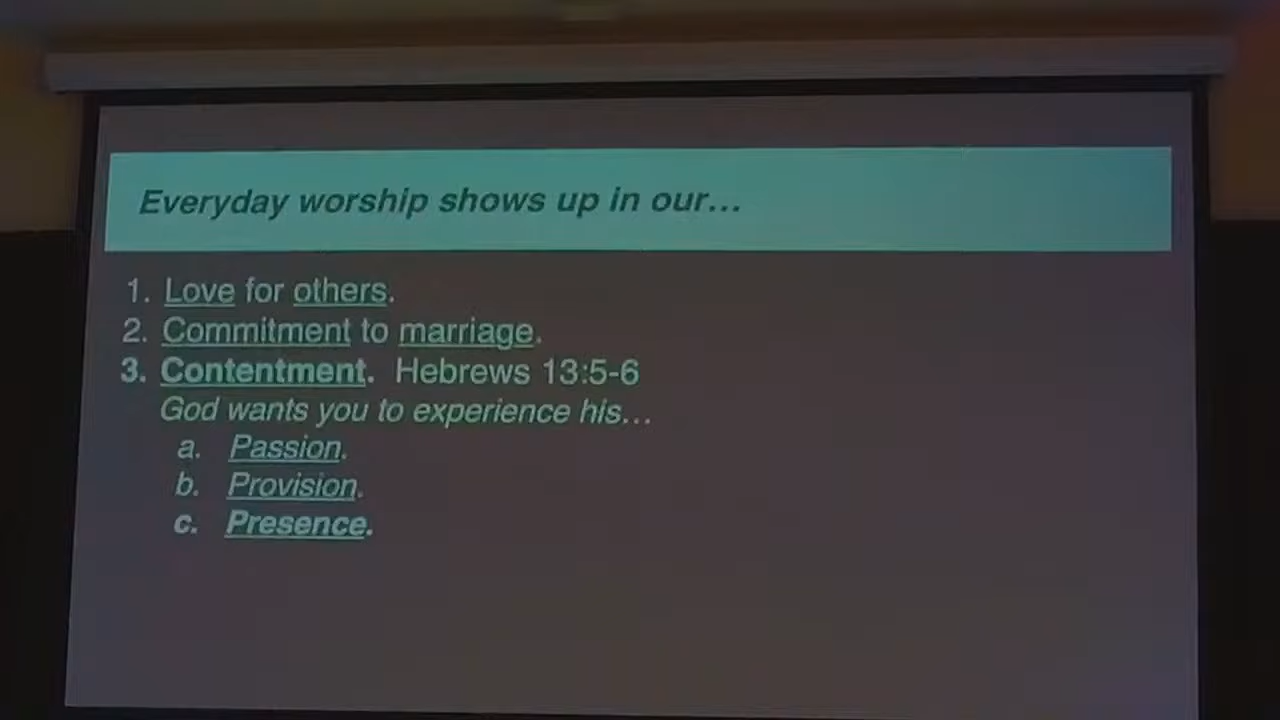 Everyday worship shows up in our...
1. Love for others.
2. Commitment to marriage.
3. Contentment. Hebrews 13:5-6
God wants you to experience his...
a. Passion.
b. Provision.
c. Presence.